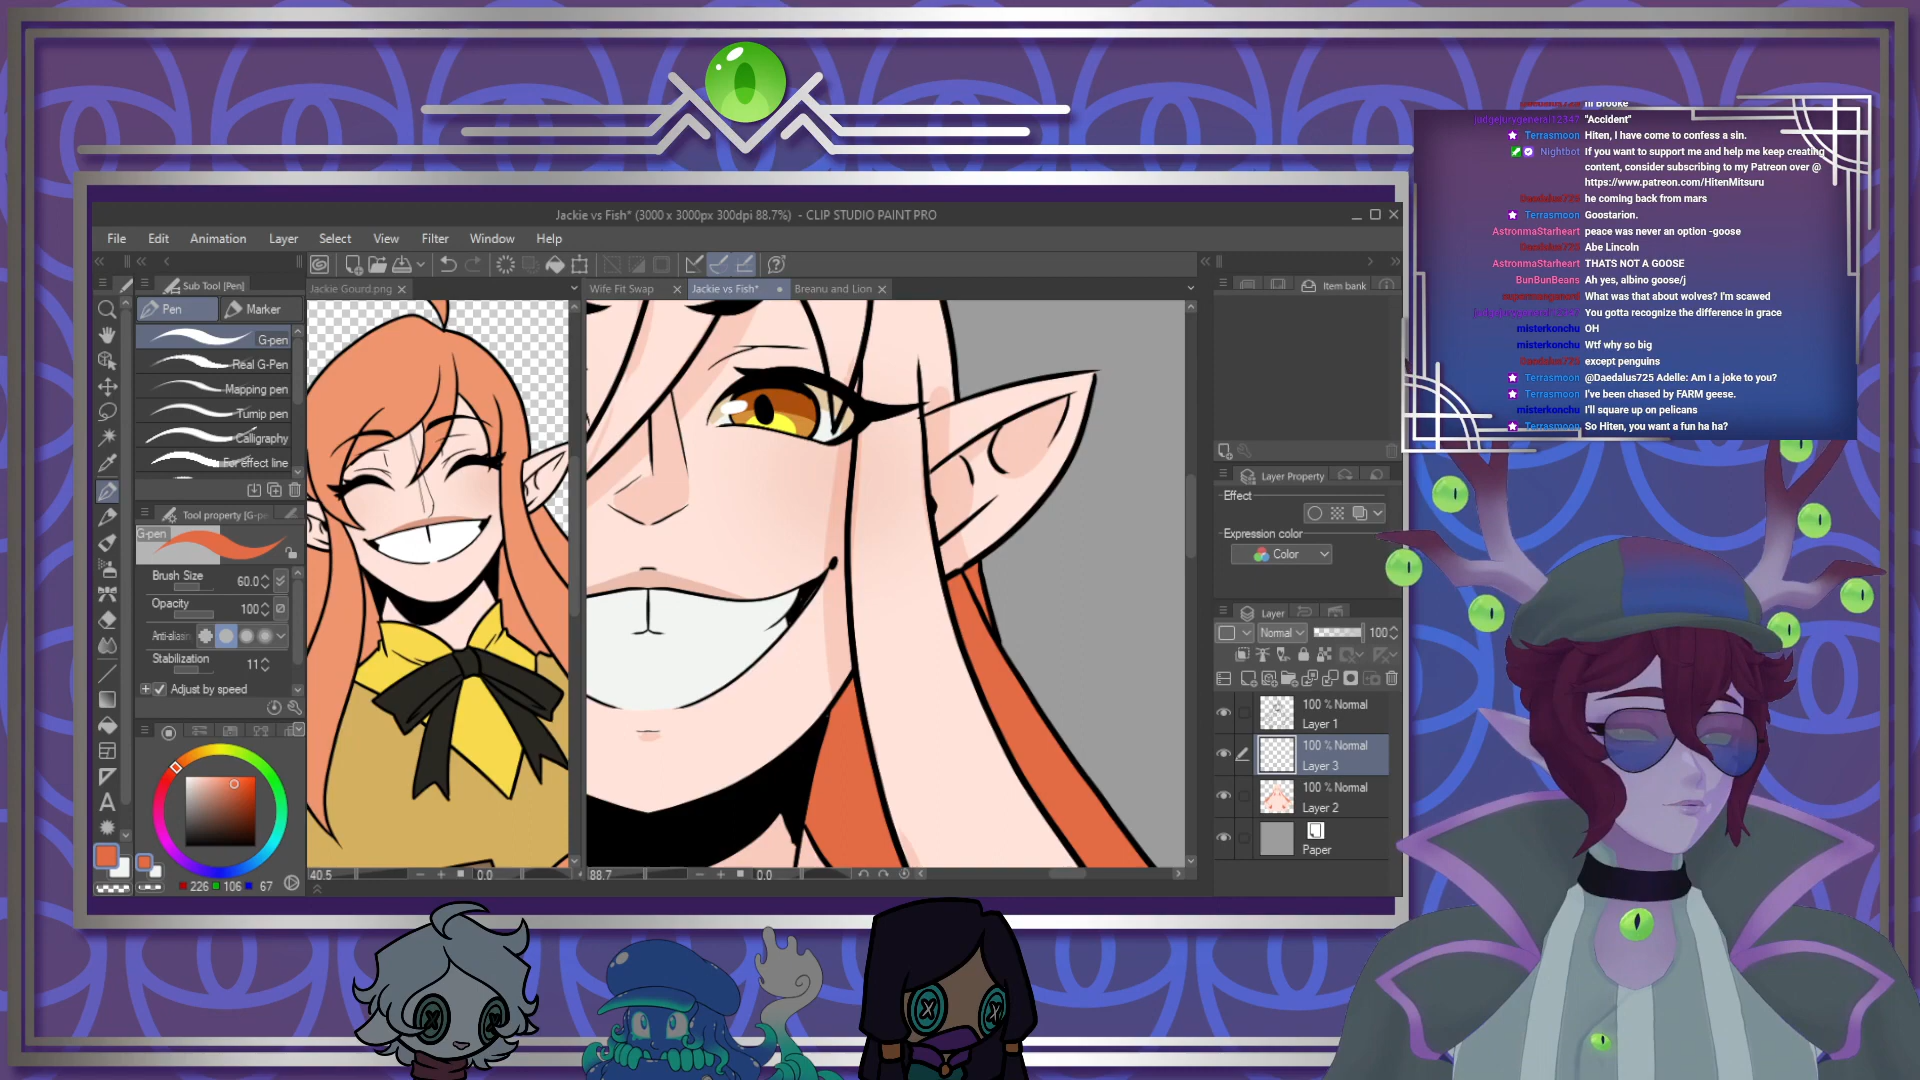 Jackie vs Fish* (3000 x 3000px 300dpi 88.7%) - CLIP STUDIO PAINT PRO
File Edit Animation Layer Select View Filter Window Help
Sub Tool [Pen]
Pen Marker
G-pen
Real G-Pen
Mapping pen
Turnip pen
Calligraphy
For effect line
Tool property [G-pe
G-pen
Brush Size 60.0
Opacity 100
Anti-aliasin
Stabilization 11
Adjust by speed
226 106 67
Jackie Gourd.png
Wife Fit Swap Jackie vs Fish* Breanu and Lion
40.5 0.0
88.7 0.0
Item bank
Layer Property
Effect
Expression color
Color
Layer
Normal 100
100 % Normal
Layer 1
100 % Normal
Layer 3
100 % Normal
Layer 2
Paper
hi Brooke
judgejurygeneral12347 "Accident"
Terrasmoon Hiten, I have come to confess a sin.
Nightbot If you want to support me and help me keep creating
content, consider subscribing to my Patreon over @
https://www.patreon.com/HitenMitsuru
Daedalus725 he coming back from mars
Terrasmoon Goostarion.
AstronmaStarheart peace was never an option -goose
Daedalus725 Abe Lincoln
AstronmaStarheart THATS NOT A GOOSE
BunBunBeans Ah yes, albino goose/j
What was that about wolves? I'm scawed
judgejurygeneral12347 You gotta recognize the difference in grace
misterkonchu OH
misterkonchu Wtf why so big
Daedalus725 except penguins
Terrasmoon @Daedalus725 Adelle: Am I a joke to you?
Terrasmoon I've been chased by FARM geese.
misterkonchu I'll square up on pelicans
Terrasmoon So Hiten, you want a fun ha ha?